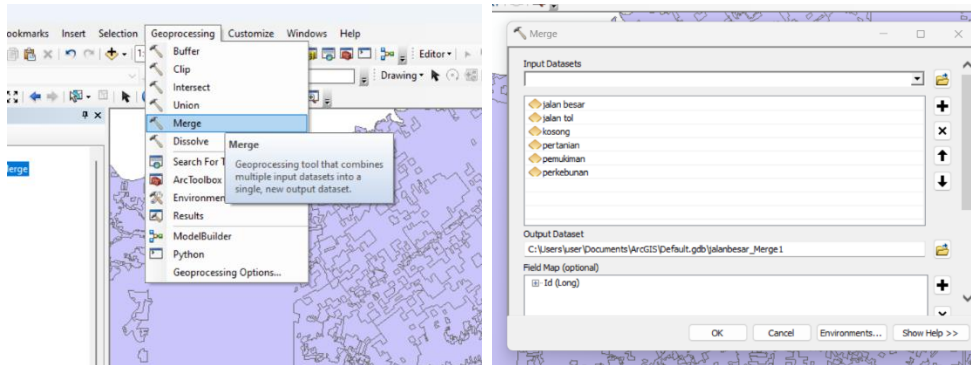 ookmarks Insert Selection Geoprocessing Customize Windows Help
Buffer
Clip
Intersect
Union
Merge
Dissolve
Search For T
ArcToolbox
Environmen
Results
ModelBuilder
Python
Geoprocessing Options...
Editor
Drawing
erge
Merge
Geoprocessing tool that combines
multiple input datasets into a
single, new output dataset.
Merge
Input Datasets
jalan besar
jalan tol
kosong
pertanian
pemukiman
perkebunan
Output Dataset
C:\Users\user\Documents\ArcGIS\Default.gdb\jalanbesar_Merge1
Field Map (optional)
Id (Long)
OK Cancel Environments... Show Help >>